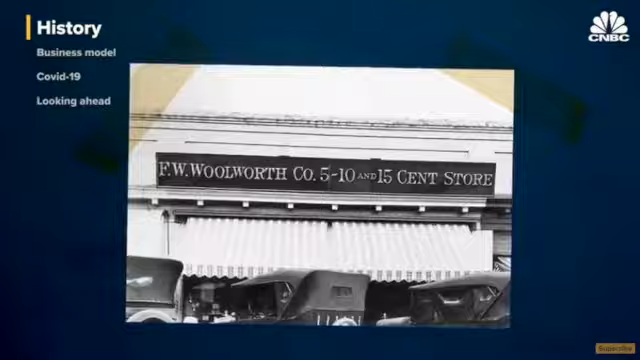 History
Business model
Covid-19
Looking ahead
CNBC
F.W. WOOLWORTH CO. 5-10 AND 15 CENT STORE